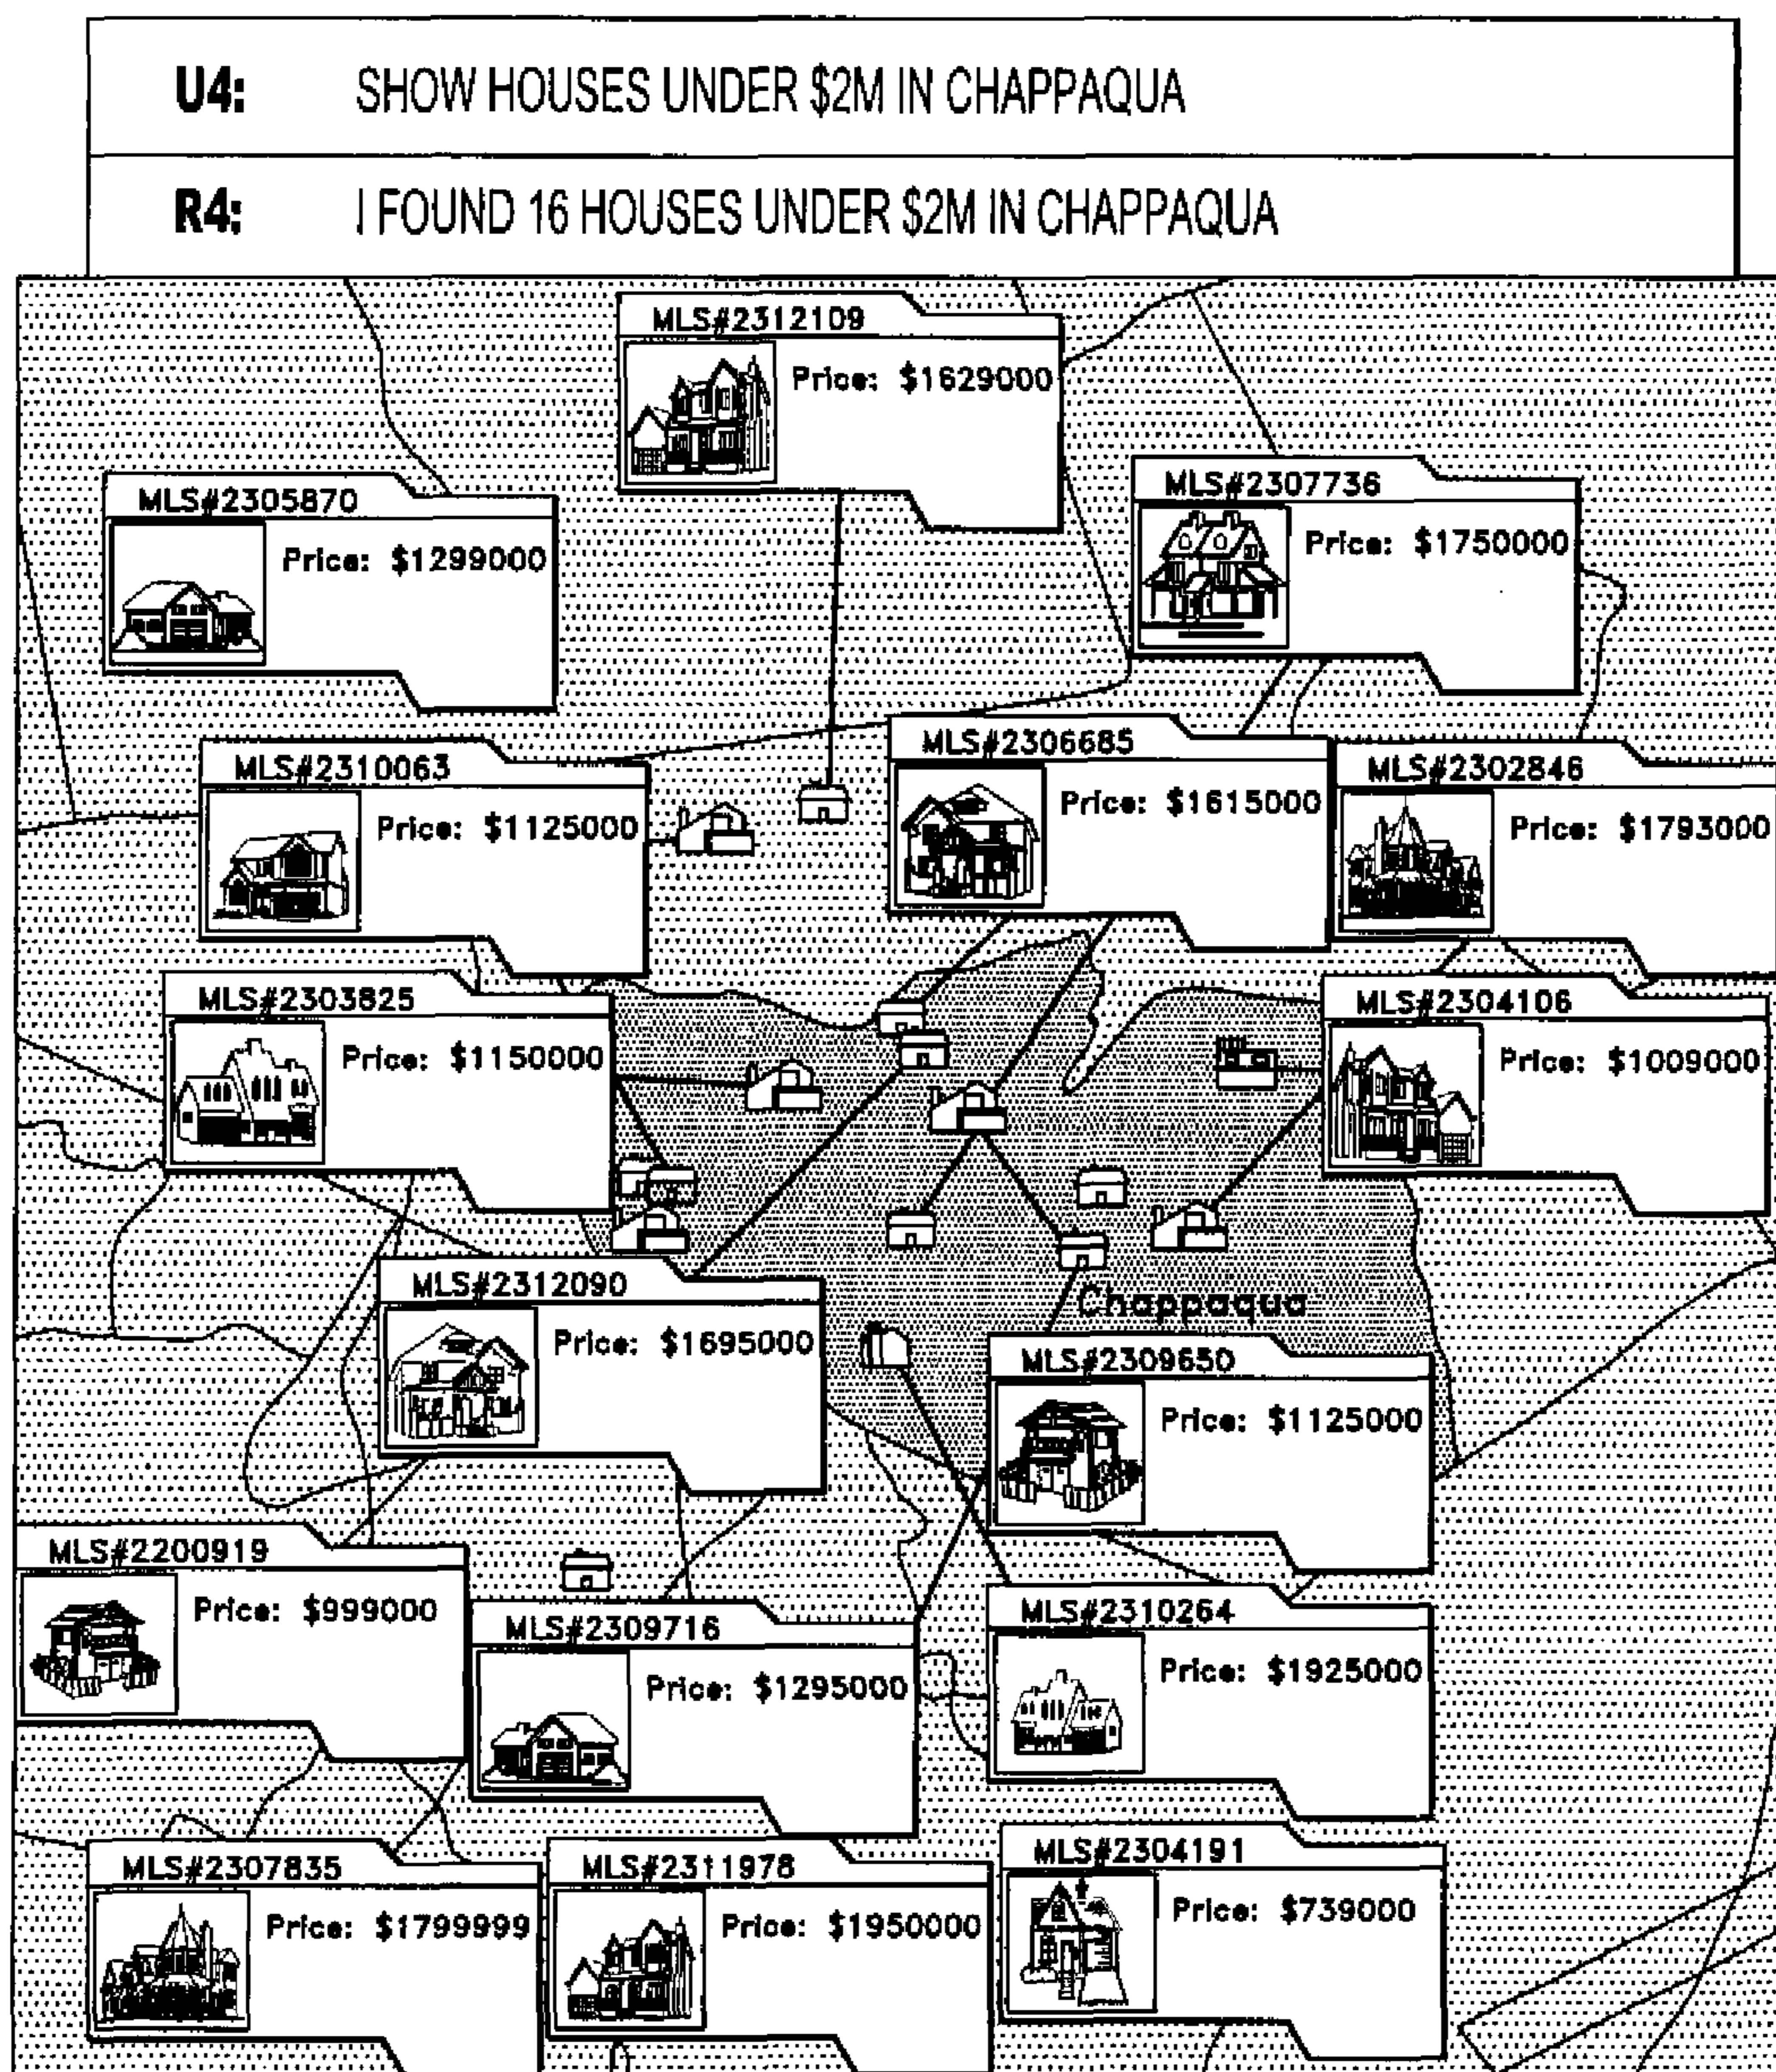 U4: SHOW HOUSES UNDER $2M IN CHAPPAQUA
R4: I FOUND 16 HOUSES UNDER $2M IN CHAPPAQUA
MLS#2312109
Price: $1629000
MLS#2305870
Price: $1299000
MLS#2307736
Price: $1750000
MLS#2310063
Price: $1125000
MLS#2306685
Price: $1615000
MLS#2302846
Price: $1793000
MLS#2303825
Price: $1150000
MLS#2304106
Price: $1009000
MLS#2312090
Price: $1695000
Chappaqua
MLS#2309650
Price: $1125000
MLS#2200919
Price: $999000
MLS#2309716
Price: $1295000
MLS#2310264
Price: $1925000
MLS#2307835
Price: $1799999
MLS#2311978
Price: $1950000
MLS#2304191
Price: $739000